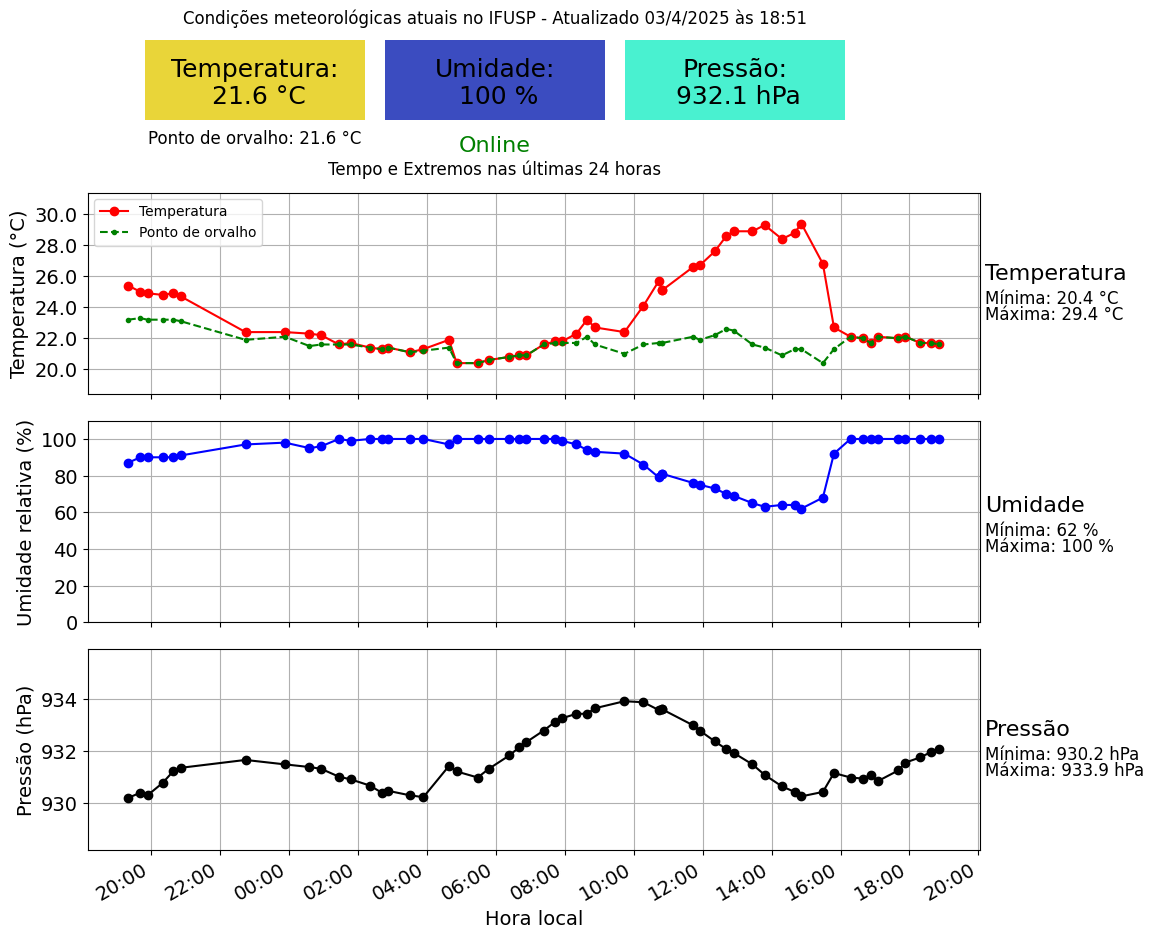 Condições meteorológicas atuais no IFUSP - Atualizado 03/4/2025 às 18:51
Temperatura:
21.6 °C
Umidade:
100 %
Pressão:
932.1 hPa
Ponto de orvalho: 21.6 °C
Online
Tempo e Extremos nas últimas 24 horas
Temperatura (°C)
30.0
28.0
26.0
24.0
22.0
20.0
Temperatura
Ponto de orvalho
Temperatura
Mínima: 20.4 °C
Máxima: 29.4 °C
Umidade relativa (%)
100
80
60
40
20
0
Umidade
Mínima: 62 %
Máxima: 100 %
Pressão (hPa)
934
932
930
Pressão
Mínima: 930.2 hPa
Máxima: 933.9 hPa
20:00 22:00 00:00 02:00 04:00 06:00 08:00 10:00 12:00 14:00 16:00 18:00 20:00
Hora local